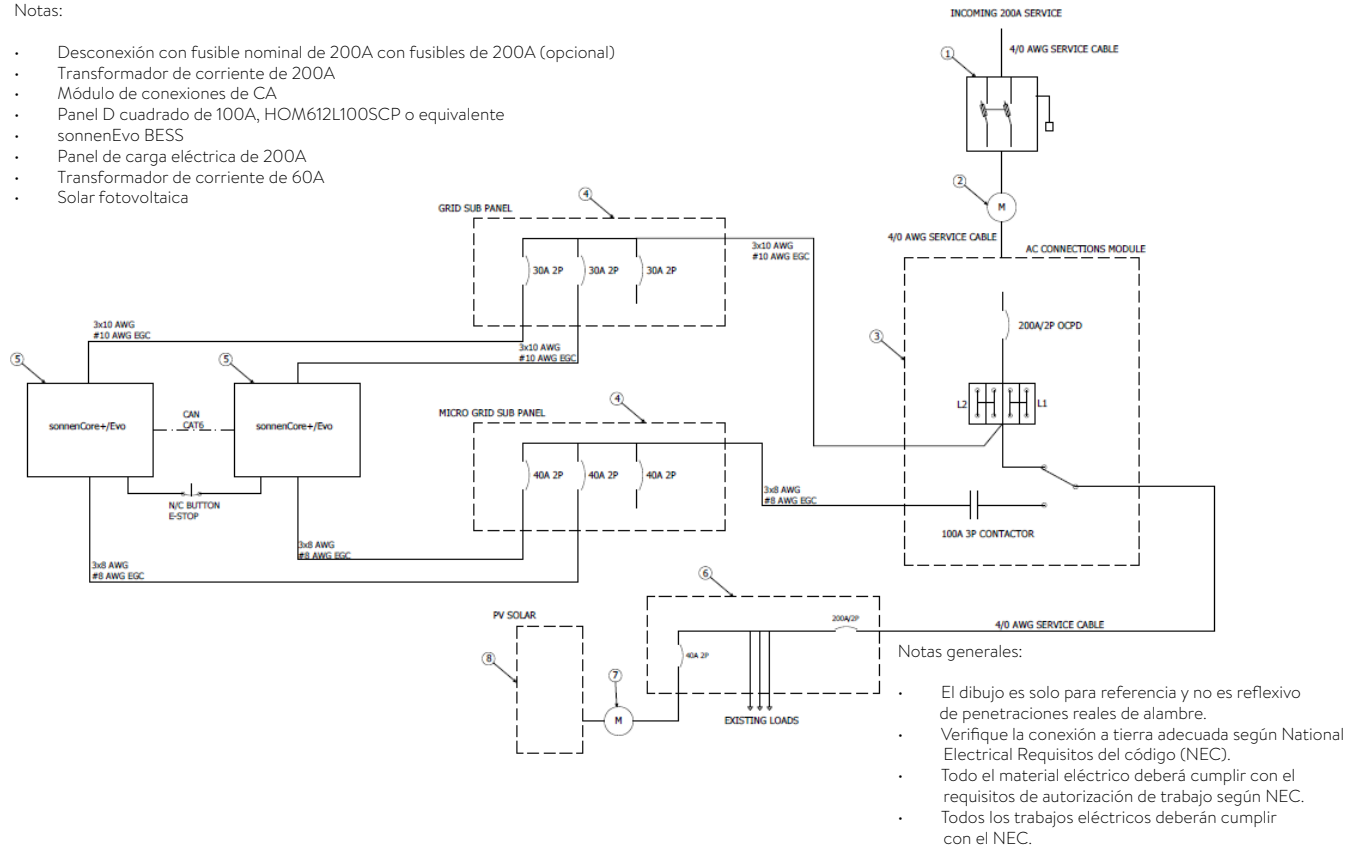 Notas:
• Desconexión con fusible nominal de 200A con fusibles de 200A (opcional)
• Transformador de corriente de 200A
• Módulo de conexiones de CA
• Panel D cuadrado de 100A, HOM612L100SCP o equivalente
• sonnenEvo BESS
• Panel de carga eléctrica de 200A
• Transformador de corriente de 60A
• Solar fotovoltaica
INCOMING 200A SERVICE
4/0 AWG SERVICE CABLE
1
2
M
4/0 AWG SERVICE CABLE
AC CONNECTIONS MODULE
3
200A/2P OCPD
L2
L1
100A 3P CONTACTOR
GRID SUB PANEL
4
30A 2P
30A 2P
30A 2P
3x10 AWG
#10 AWG EGC
3x10 AWG
#10 AWG EGC
3x10 AWG
#10 AWG EGC
5
sonnenCore+/Evo
CAN
CAT6
5
sonnenCore+/Evo
N/C BUTTON
E-STOP
MICRO GRID SUB PANEL
4
40A 2P
40A 2P
40A 2P
3x8 AWG
#8 AWG EGC
3x8 AWG
#8 AWG EGC
3x8 AWG
#8 AWG EGC
6
200A/2P
40A 2P
EXISTING LOADS
4/0 AWG SERVICE CABLE
PV SOLAR
8
7
M
Notas generales:
• El dibujo es solo para referencia y no es reflexivo
de penetraciones reales de alambre.
• Verifique la conexión a tierra adecuada según National
Electrical Requisitos del código (NEC).
• Todo el material eléctrico deberá cumplir con el
requisitos de autorización de trabajo según NEC.
• Todos los trabajos eléctricos deberán cumplir
con el NEC.